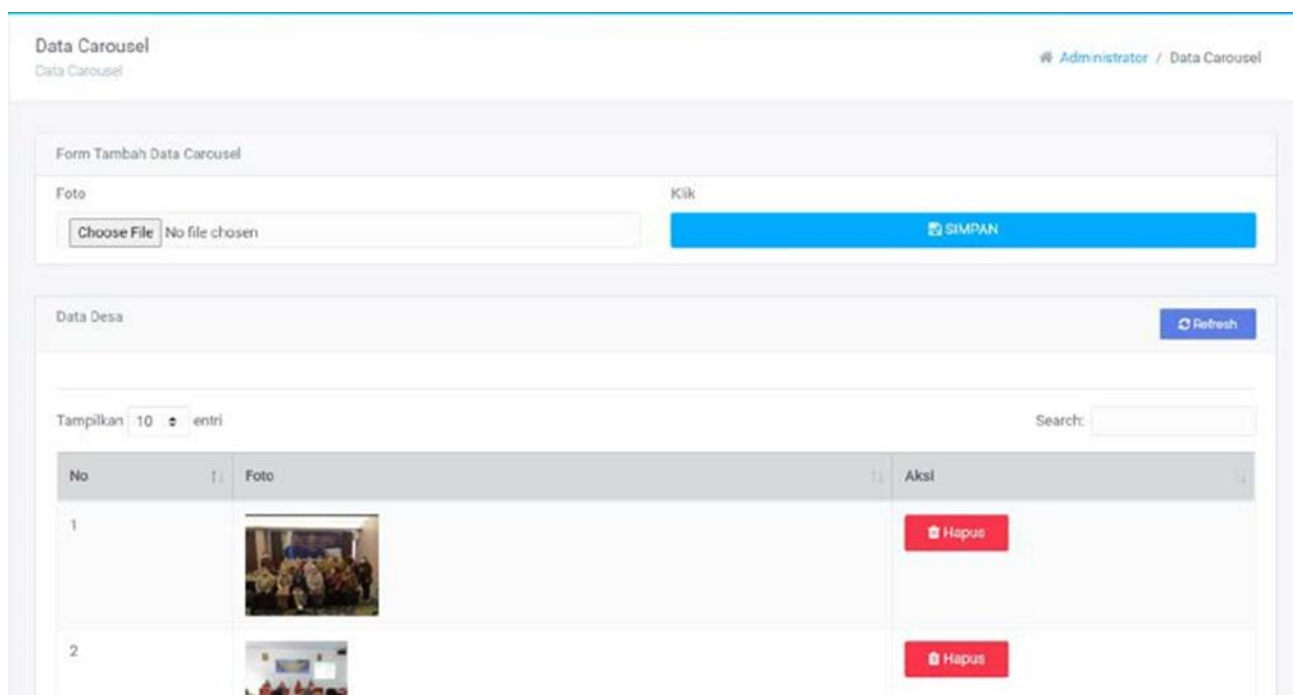 Data Carousel
Data Carousel
Administrator / Data Carousel
Form Tambah Data Carousel
Foto
Klik
Choose File No file chosen
SIMPAN
Data Desa
Refresh
Tampilkan 10 entri
Search:
No Foto Aksi
1
Hapus
2
Hapus